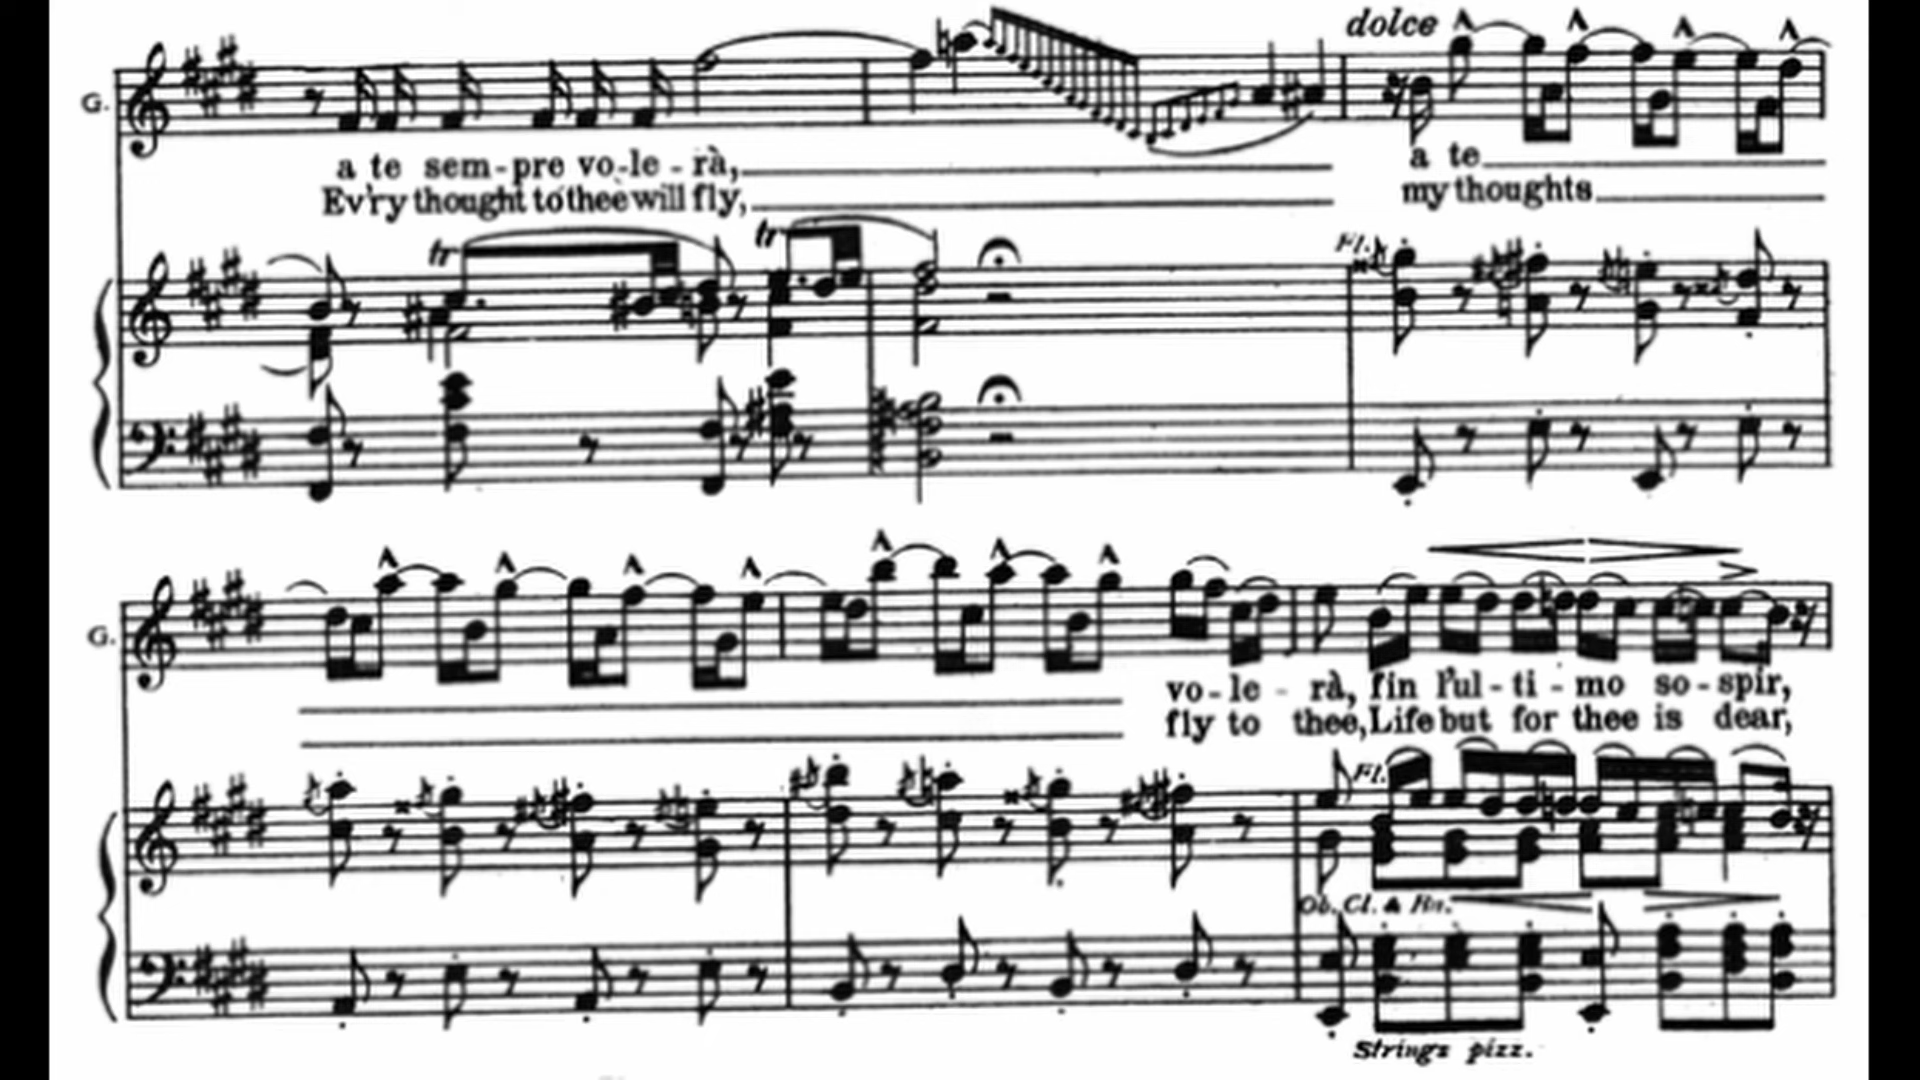 dolce
G.
a te sem-pre vo-le-rà, a te
Ev'ry thought to thee will fly, my thoughts
tr tr
Fl.
G.
vo-le-rà, fin l'ul-ti-mo so-spir,
fly to thee, Life but for thee is dear,
Fl.
Ob. Cl. & Hn.
Strings pizz.